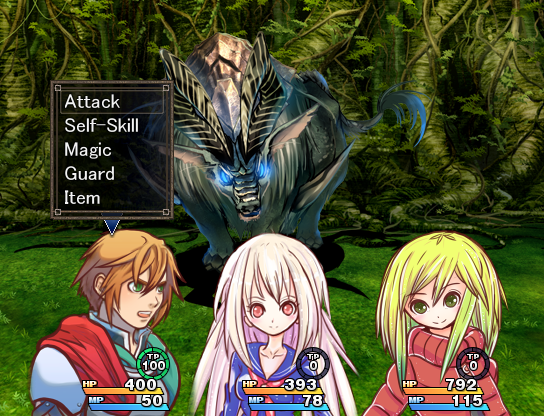 Attack
Self-Skill
Magic
Guard
Item
TP
100
HP 400
MP 50
TP
0
HP 393
MP 78
TP
0
HP 792
MP 115